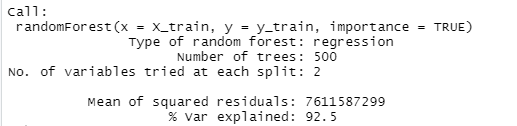 Call:
randomForest(x = X_train, y = y_train, importance = TRUE)
Type of random forest: regression
Number of trees: 500
No. of variables tried at each split: 2
Mean of squared residuals: 7611587299
% Var explained: 92.5